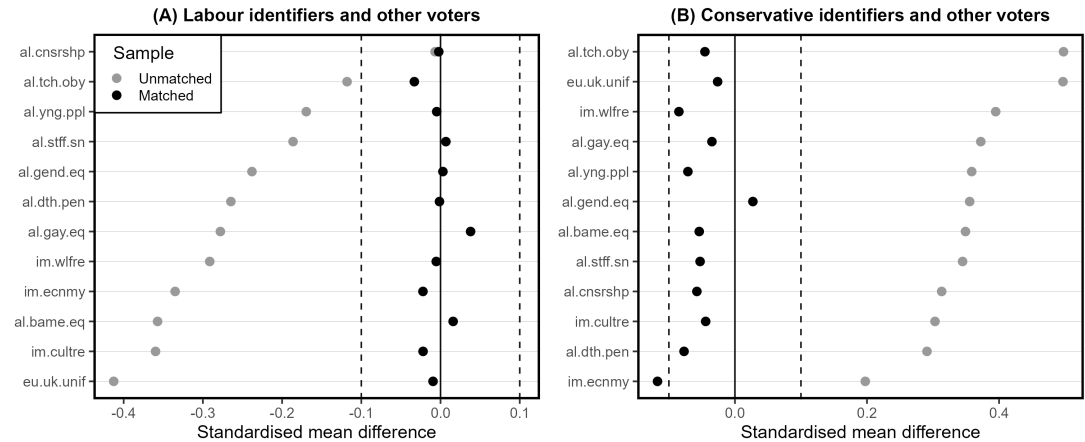 (A) Labour identifiers and other voters
al.cnsrshp
al.tch.oby
al.yng.ppl
al.stff.sn
al.gend.eq
al.dth.pen
al.gay.eq
im.wlfre
im.ecnmy
al.bame.eq
im.cultre
eu.uk.unif
Sample
Unmatched
Matched
-0.4 -0.3 -0.2 -0.1 0.0 0.1
Standardised mean difference
(B) Conservative identifiers and other voters
al.tch.oby
eu.uk.unif
im.wlfre
al.gay.eq
al.yng.ppl
al.gend.eq
al.bame.eq
al.stff.sn
al.cnsrshp
im.cultre
al.dth.pen
im.ecnmy
0.0 0.2 0.4
Standardised mean difference